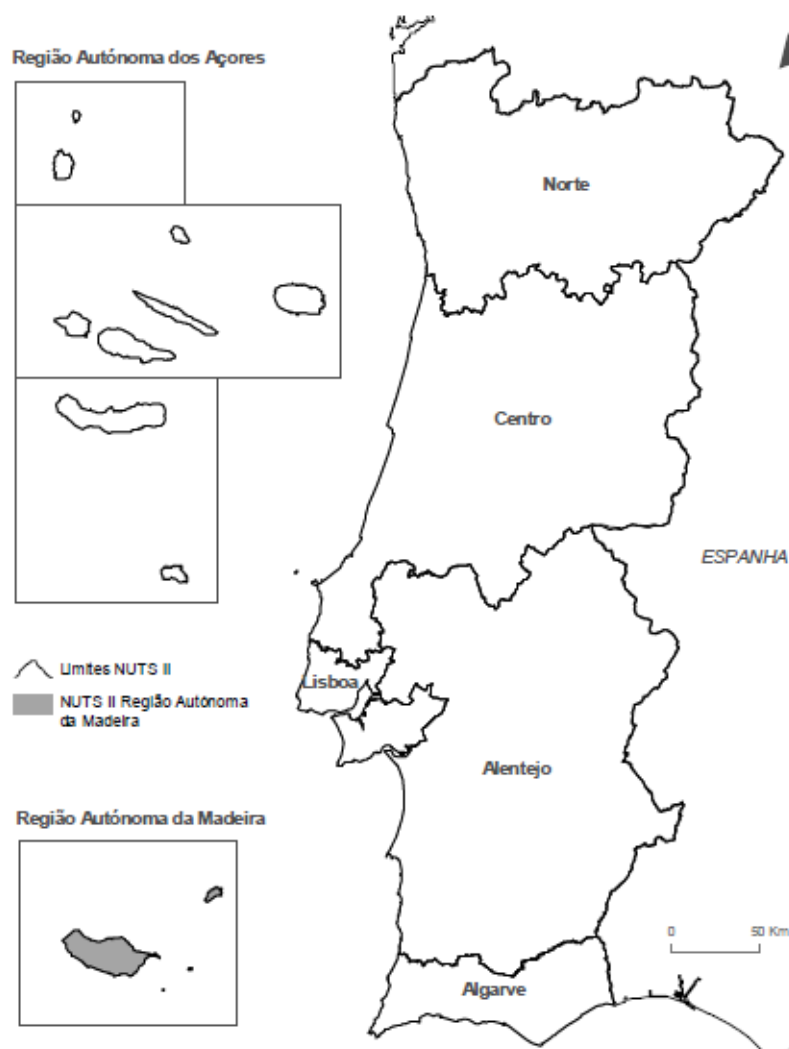 Região Autónoma dos Açores
Norte
Centro
ESPANHA
Limites NUTS II
NUTS II Região Autónoma
da Madeira
Lisboa
Alentejo
Região Autónoma da Madeira
0 50 Km
Algarve